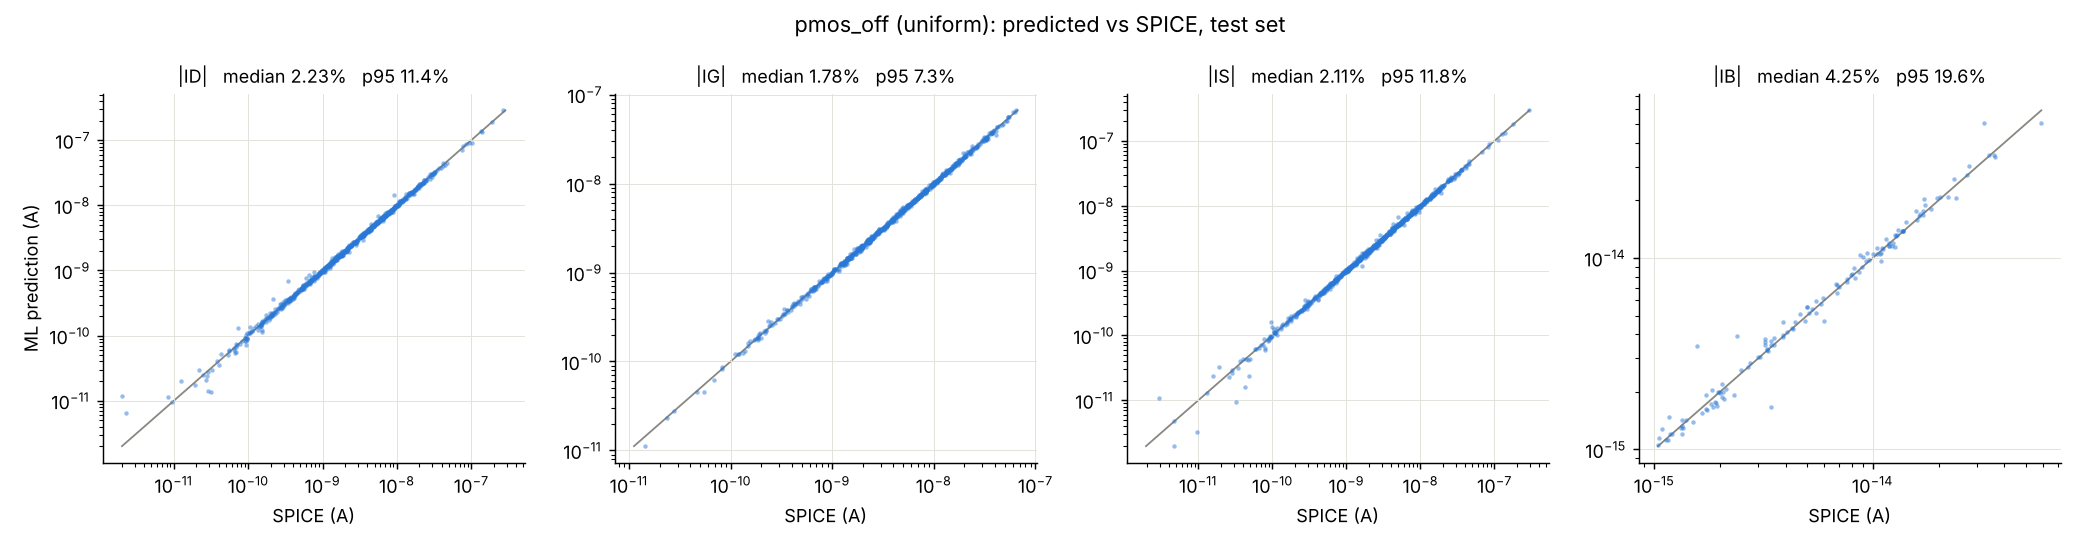 pmos_off (uniform): predicted vs SPICE, test set
|ID|   median 2.23%   p95 11.4%
ML prediction (A)
10⁻⁷
10⁻⁸
10⁻⁹
10⁻¹⁰
10⁻¹¹
10⁻¹¹ 10⁻¹⁰ 10⁻⁹ 10⁻⁸ 10⁻⁷
SPICE (A)
|IG|   median 1.78%   p95 7.3%
10⁻⁷
10⁻⁸
10⁻⁹
10⁻¹⁰
10⁻¹¹
10⁻¹¹ 10⁻¹⁰ 10⁻⁹ 10⁻⁸ 10⁻⁷
SPICE (A)
|IS|   median 2.11%   p95 11.8%
10⁻⁷
10⁻⁸
10⁻⁹
10⁻¹⁰
10⁻¹¹
10⁻¹¹ 10⁻¹⁰ 10⁻⁹ 10⁻⁸ 10⁻⁷
SPICE (A)
|IB|   median 4.25%   p95 19.6%
10⁻¹⁴
10⁻¹⁵
10⁻¹⁵ 10⁻¹⁴
SPICE (A)